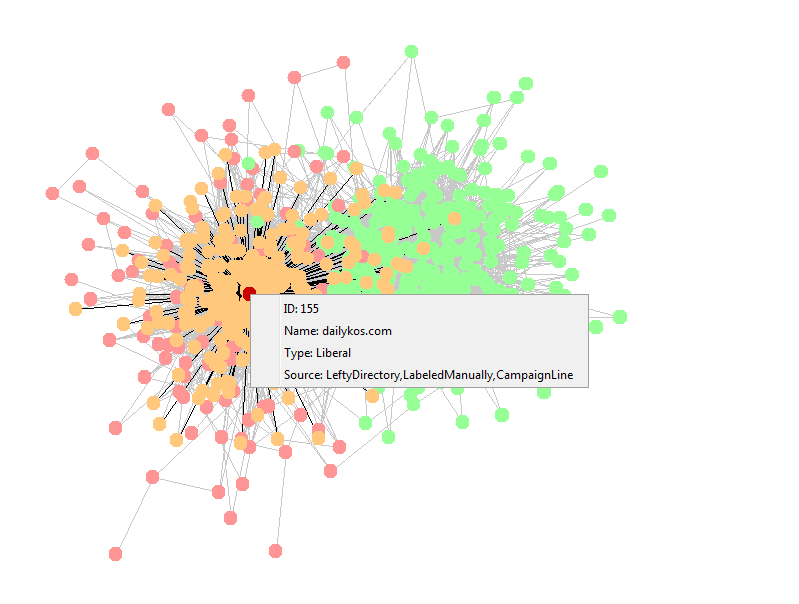 ID: 155
Name: dailykos.com
Type: Liberal
Source: LeftyDirectory,LabeledManually,CampaignLine